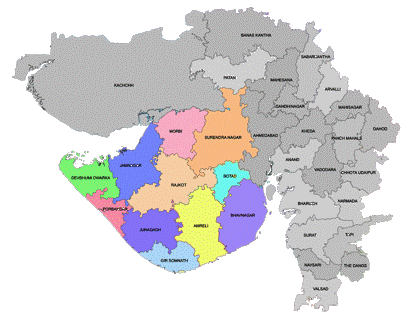 BANAS KANTHA
SABARKANTHA
PATAN
MAHESANA
KACHCHH
ARVALLI
GANDHINAGAR
MAHISAGAR
MORBI
SURENDRA NAGAR
AHMEDABAD
KHEDA
PANCH MAHALS
DAHOD
JAMNAGAR
ANAND
VADODARA
CHHOTA UDAIPUR
DEVBHUMI DWARKA
RAJKOT
BOTAD
PORBANDAR
BHARUCH
NARMADA
JUNAGADH
AMRELI
BHAVNAGAR
SURAT
TAPI
GIR SOMNATH
NAVSARI
THE DANGS
VALSAD